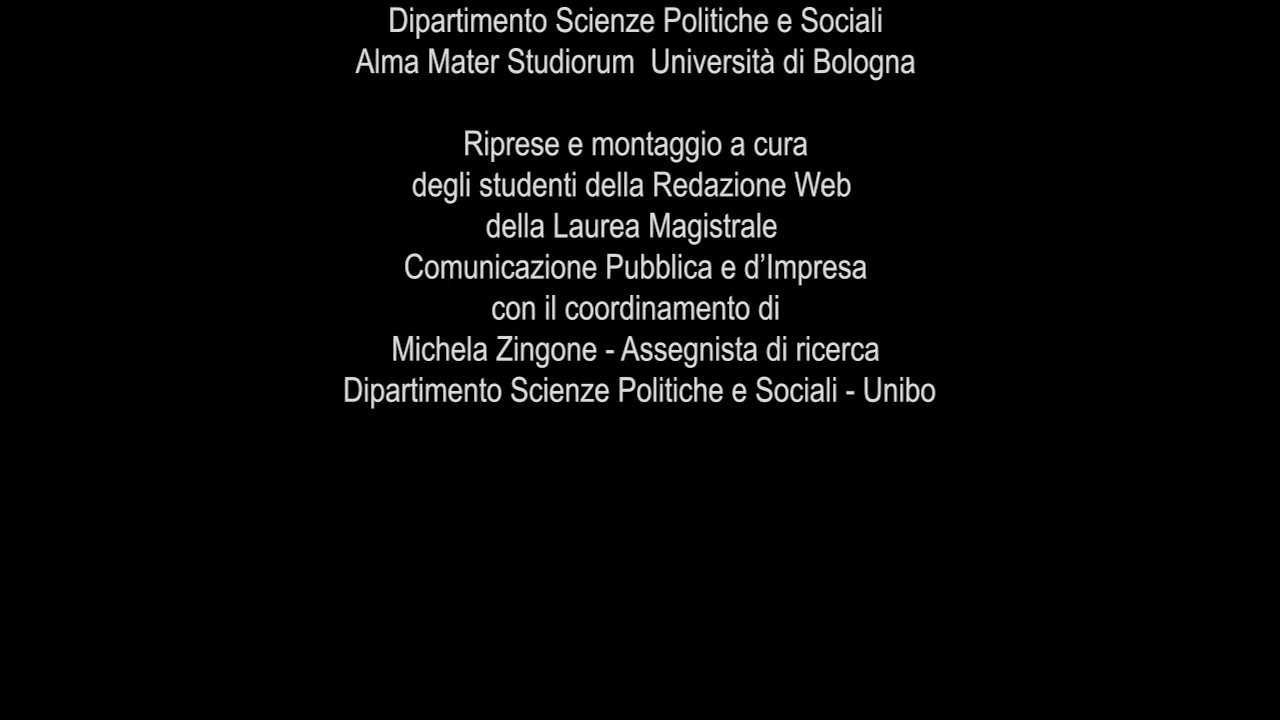 Dipartimento Scienze Politiche e Sociali
Alma Mater Studiorum  Università di Bologna
Riprese e montaggio a cura
degli studenti della Redazione Web
della Laurea Magistrale
Comunicazione Pubblica e d’Impresa
con il coordinamento di
Michela Zingone - Assegnista di ricerca
Dipartimento Scienze Politiche e Sociali - Unibo